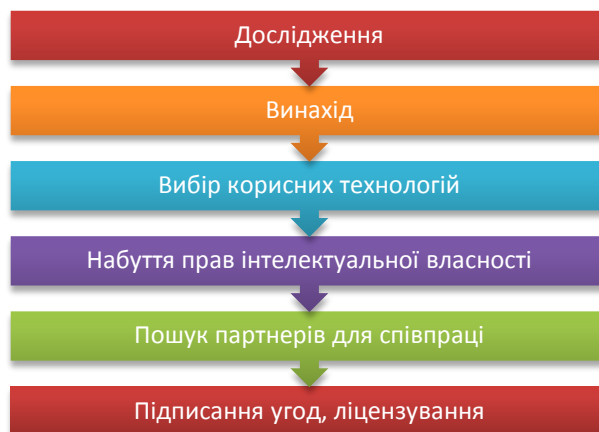 Дослідження
Винахід
Вибір корисних технологій
Набуття прав інтелектуальної власності
Пошук партнерів для співпраці
Підписання угод, ліцензування